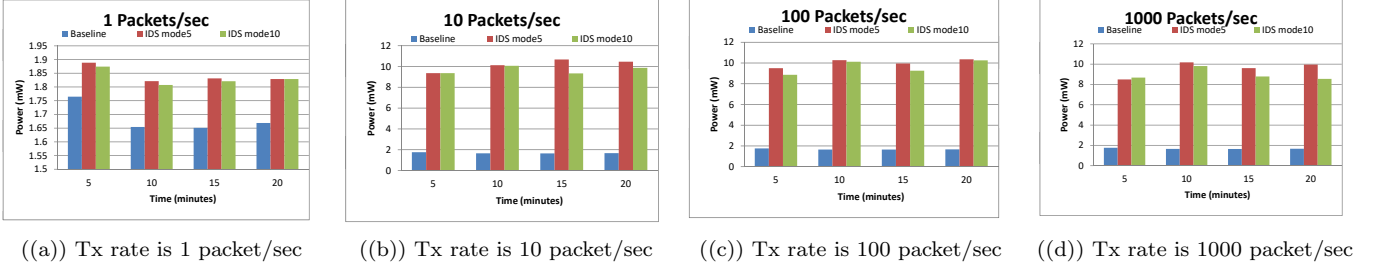 1 Packets/sec
Baseline IDS mode5 IDS mode10
Power (mW)
1.95
1.9
1.85
1.8
1.75
1.7
1.65
1.6
1.55
1.5
5 10 15 20
Time (minutes)
((a)) Tx rate is 1 packet/sec
10 Packets/sec
Baseline IDS mode5 IDS mode10
Power (mW)
12
10
8
6
4
2
0
5 10 15 20
Time (minutes)
((b)) Tx rate is 10 packet/sec
100 Packets/sec
Baseline IDS mode5 IDS mode10
Power (mW)
12
10
8
6
4
2
0
5 10 15 20
Time (minutes)
((c)) Tx rate is 100 packet/sec
1000 Packets/sec
Baseline IDS mode5 IDS mode10
Power (mW)
12
10
8
6
4
2
0
5 10 15 20
Time (minutes)
((d)) Tx rate is 1000 packet/sec